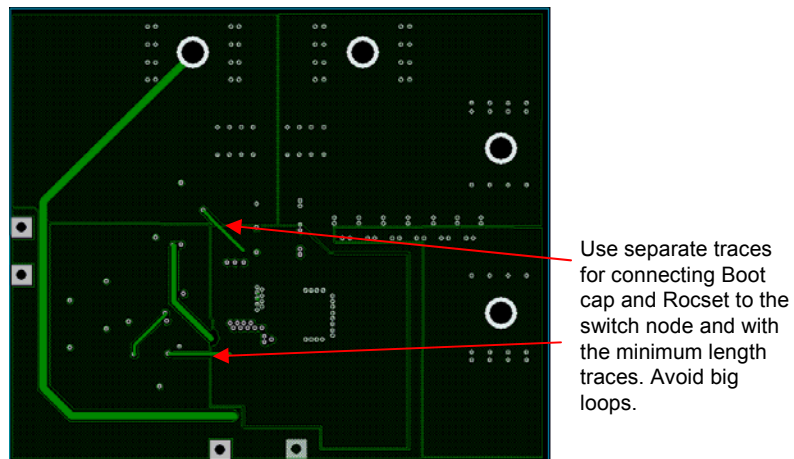 Use separate traces
for connecting Boot
cap and Rocset to the
switch node and with
the minimum length
traces. Avoid big
loops.